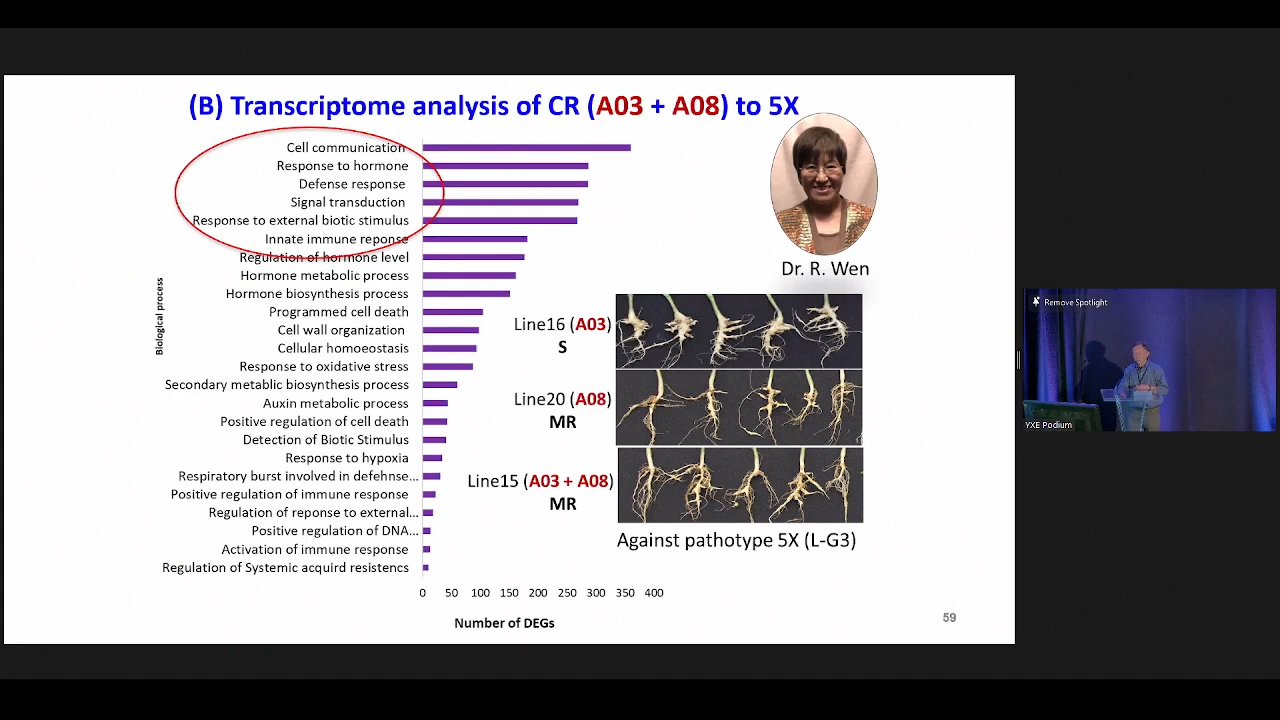 (B) Transcriptome analysis of CR (A03 + A08) to 5X
Cell communication
Response to hormone
Defense response
Signal transduction
Response to external biotic stimulus
Innate immune reponse
Regulation of hormone level
Hormone metabolic process
Hormone biosynthesis process
Programmed cell death
Cell wall organization
Cellular homoeostasis
Response to oxidative stress
Secondary metablic biosynthesis process
Auxin metabolic process
Positive regulation of cell death
Detection of Biotic Stimulus
Response to hypoxia
Respiratory burst involved in defehnse...
Positive regulation of immune response
Regulation of reponse to external...
Positive regulation of DNA...
Activation of immune response
Regulation of Systemic acquird resistencs
Biological process
0 50 100 150 200 250 300 350 400
Number of DEGs
Dr. R. Wen
Line16 (A03)
S
Line20 (A08)
MR
Line15 (A03 + A08)
MR
Against pathotype 5X (L-G3)
59
Remove Spotlight
YXE Podium